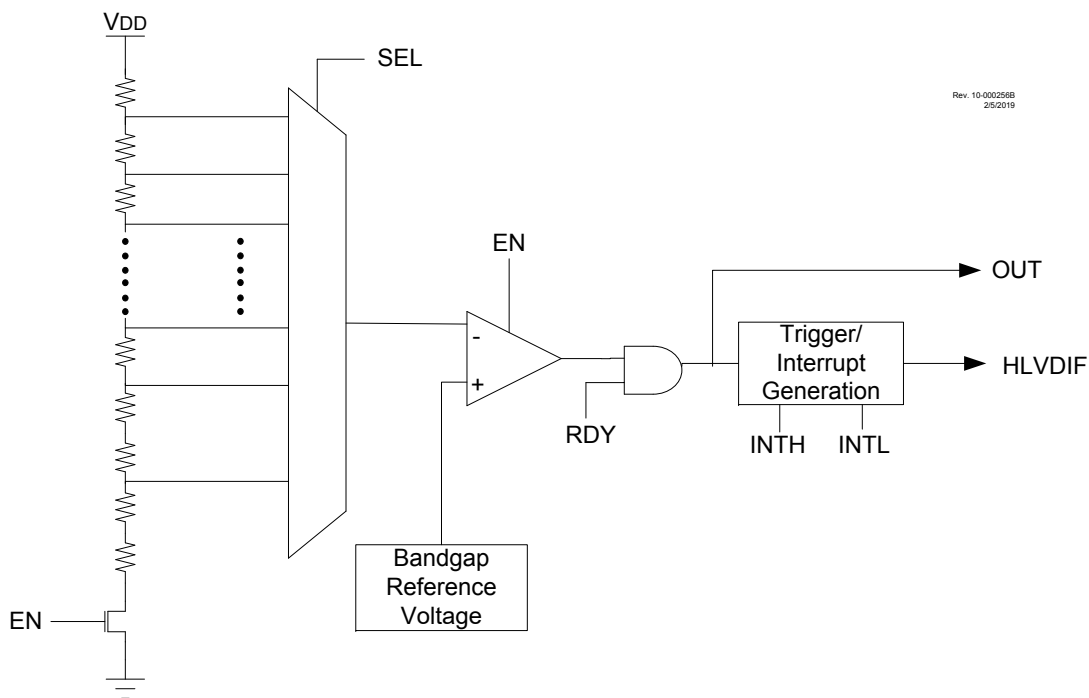 VDD
SEL
Rev. 10-000256B
2/5/2019
EN
OUT
-
+
Trigger/
Interrupt
Generation
HLVDIF
RDY
INTH
INTL
Bandgap
Reference
Voltage
EN